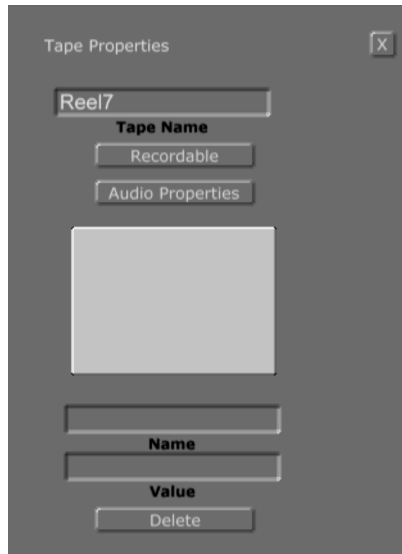 Tape Properties
X
Reel7
Tape Name
Recordable
Audio Properties
Name
Value
Delete